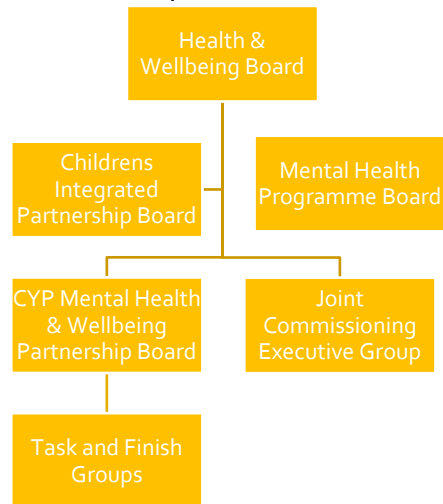 Health &
Wellbeing Board
Childrens
Integrated
Partnership Board
Mental Health
Programme Board
CYP Mental Health
& Wellbeing
Partnership Board
Joint
Commissioning
Executive Group
Task and Finish
Groups